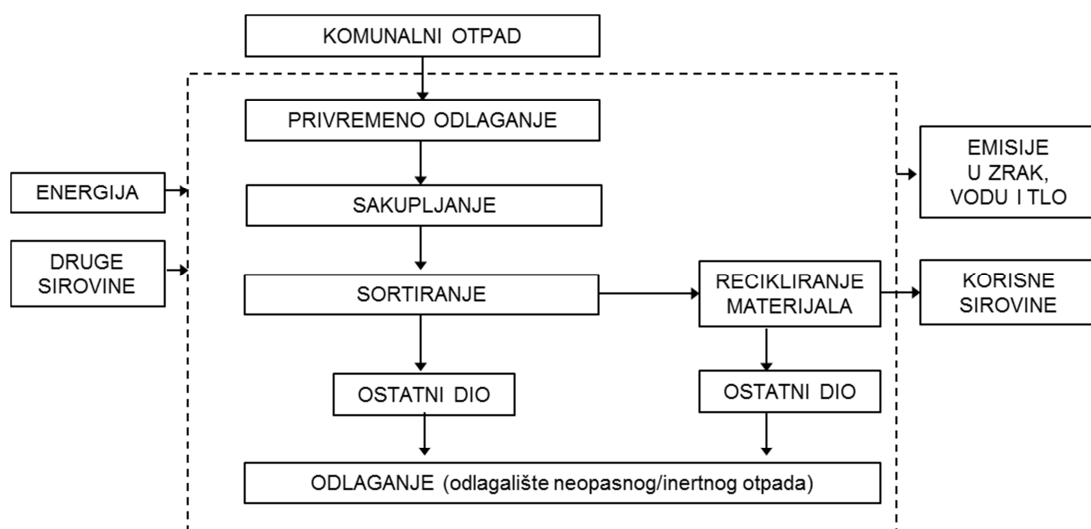 KOMUNALNI OTPAD
PRIVREMENO ODLAGANJE
EMISIJE
U ZRAK,
VODU I TLO
ENERGIJA
SAKUPLJANJE
DRUGE
SIROVINE
SORTIRANJE
RECIKLIRANJE
MATERIJALA
KORISNE
SIROVINE
OSTATNI DIO
OSTATNI DIO
ODLAGANJE (odlagalište neopasnog/inertnog otpada)